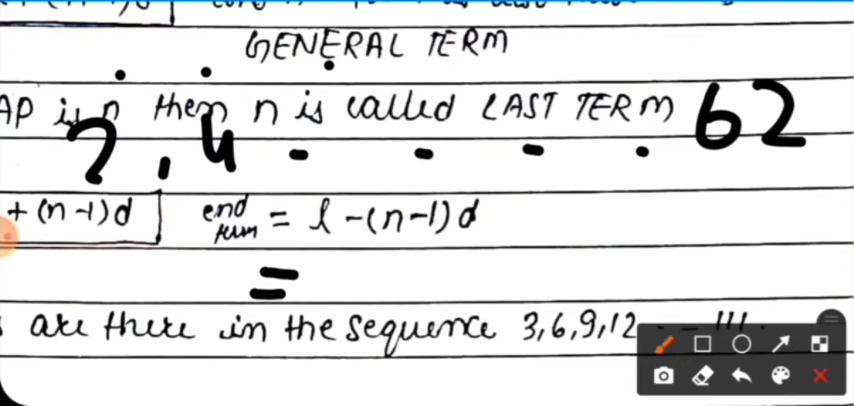 GENERAL TERM
AP is n then n is called LAST TERM 62
2, 4 - - - .
+ (n-1)d end term = l -(n-1)d
=
are there in the sequence 3,6,9,12 - - 111.